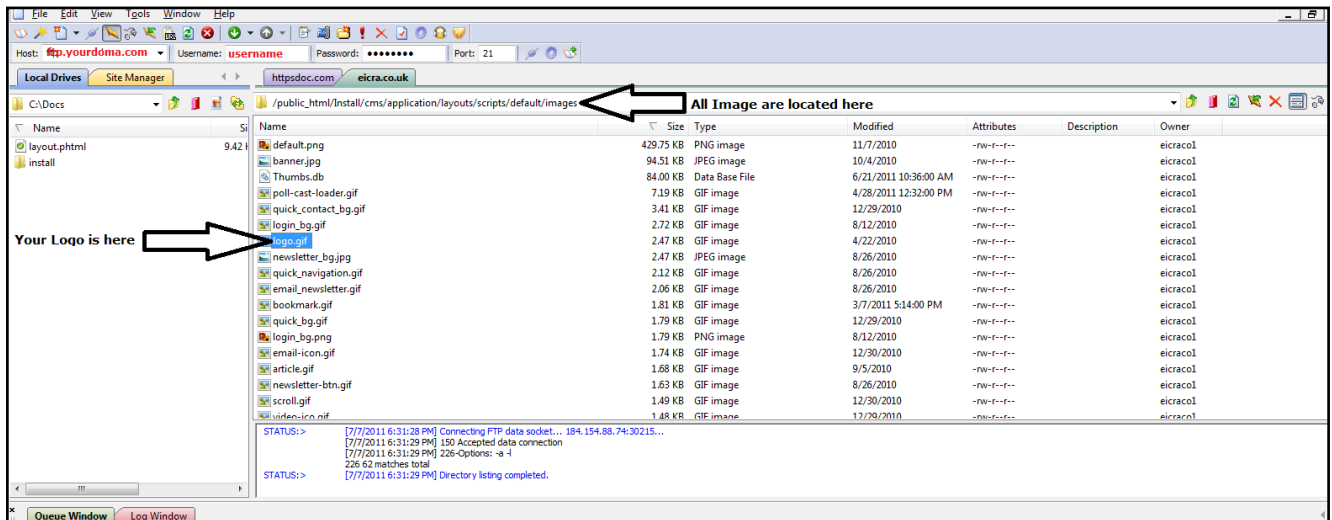 File Edit View Tools Window Help
Host: ftp.yourdoma.com Username: username Password: •••••••• Port: 21
Local Drives Site Manager httpsdoc.com eicra.co.uk
C:\Docs /public_html/Install/cms/application/layouts/scripts/default/images All Image are located here
Name Si Name Size Type Modified Attributes Description Owner
layout.phtml 9.42 default.png 429.75 KB PNG image 11/7/2010 -rw-r--r-- eicraco1
install banner.jpg 94.51 KB JPEG image 10/4/2010 -rw-r--r-- eicraco1
Thumbs.db 84.00 KB Data Base File 6/21/2011 10:36:00 AM -rw-r--r-- eicraco1
poll-cast-loader.gif 7.19 KB GIF image 4/28/2011 12:32:00 PM -rw-r--r-- eicraco1
quick_contact_bg.gif 3.41 KB GIF image 12/29/2010 -rw-r--r-- eicraco1
login_bg.gif 2.72 KB GIF image 8/12/2010 -rw-r--r-- eicraco1
Your Logo is here logo.gif 2.47 KB GIF image 4/22/2010 -rw-r--r-- eicraco1
newsletter_bg.jpg 2.47 KB JPEG image 8/26/2010 -rw-r--r-- eicraco1
quick_navigation.gif 2.12 KB GIF image 8/26/2010 -rw-r--r-- eicraco1
email_newsletter.gif 2.06 KB GIF image 8/26/2010 -rw-r--r-- eicraco1
bookmark.gif 1.81 KB GIF image 3/7/2011 5:14:00 PM -rw-r--r-- eicraco1
quick_bg.gif 1.79 KB GIF image 12/29/2010 -rw-r--r-- eicraco1
login_bg.png 1.79 KB PNG image 8/12/2010 -rw-r--r-- eicraco1
email-icon.gif 1.74 KB GIF image 12/30/2010 -rw-r--r-- eicraco1
article.gif 1.68 KB GIF image 9/5/2010 -rw-r--r-- eicraco1
newsletter-btn.gif 1.63 KB GIF image 8/26/2010 -rw-r--r-- eicraco1
scroll.gif 1.49 KB GIF image 12/30/2010 -rw-r--r-- eicraco1
video-ico.gif 1.48 KB GIF image 12/29/2010 -rw-r--r-- eicraco1
STATUS:> [7/7/2011 6:31:28 PM] Connecting FTP data socket... 184.154.88.74:30215...
[7/7/2011 6:31:29 PM] 150 Accepted data connection
[7/7/2011 6:31:29 PM] 226-Options: -a -l
226 62 matches total
STATUS:> [7/7/2011 6:31:29 PM] Directory listing completed.
Queue Window Log Window